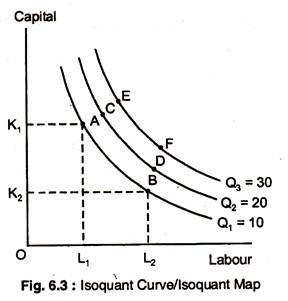 Capital
E
C
A
K₁
F
D
B
K₂
Q₃ = 30
Q₂ = 20
Q₁ = 10
O
L₁
L₂
Labour
Fig. 6.3 : Isoquant Curve/Isoquant Map